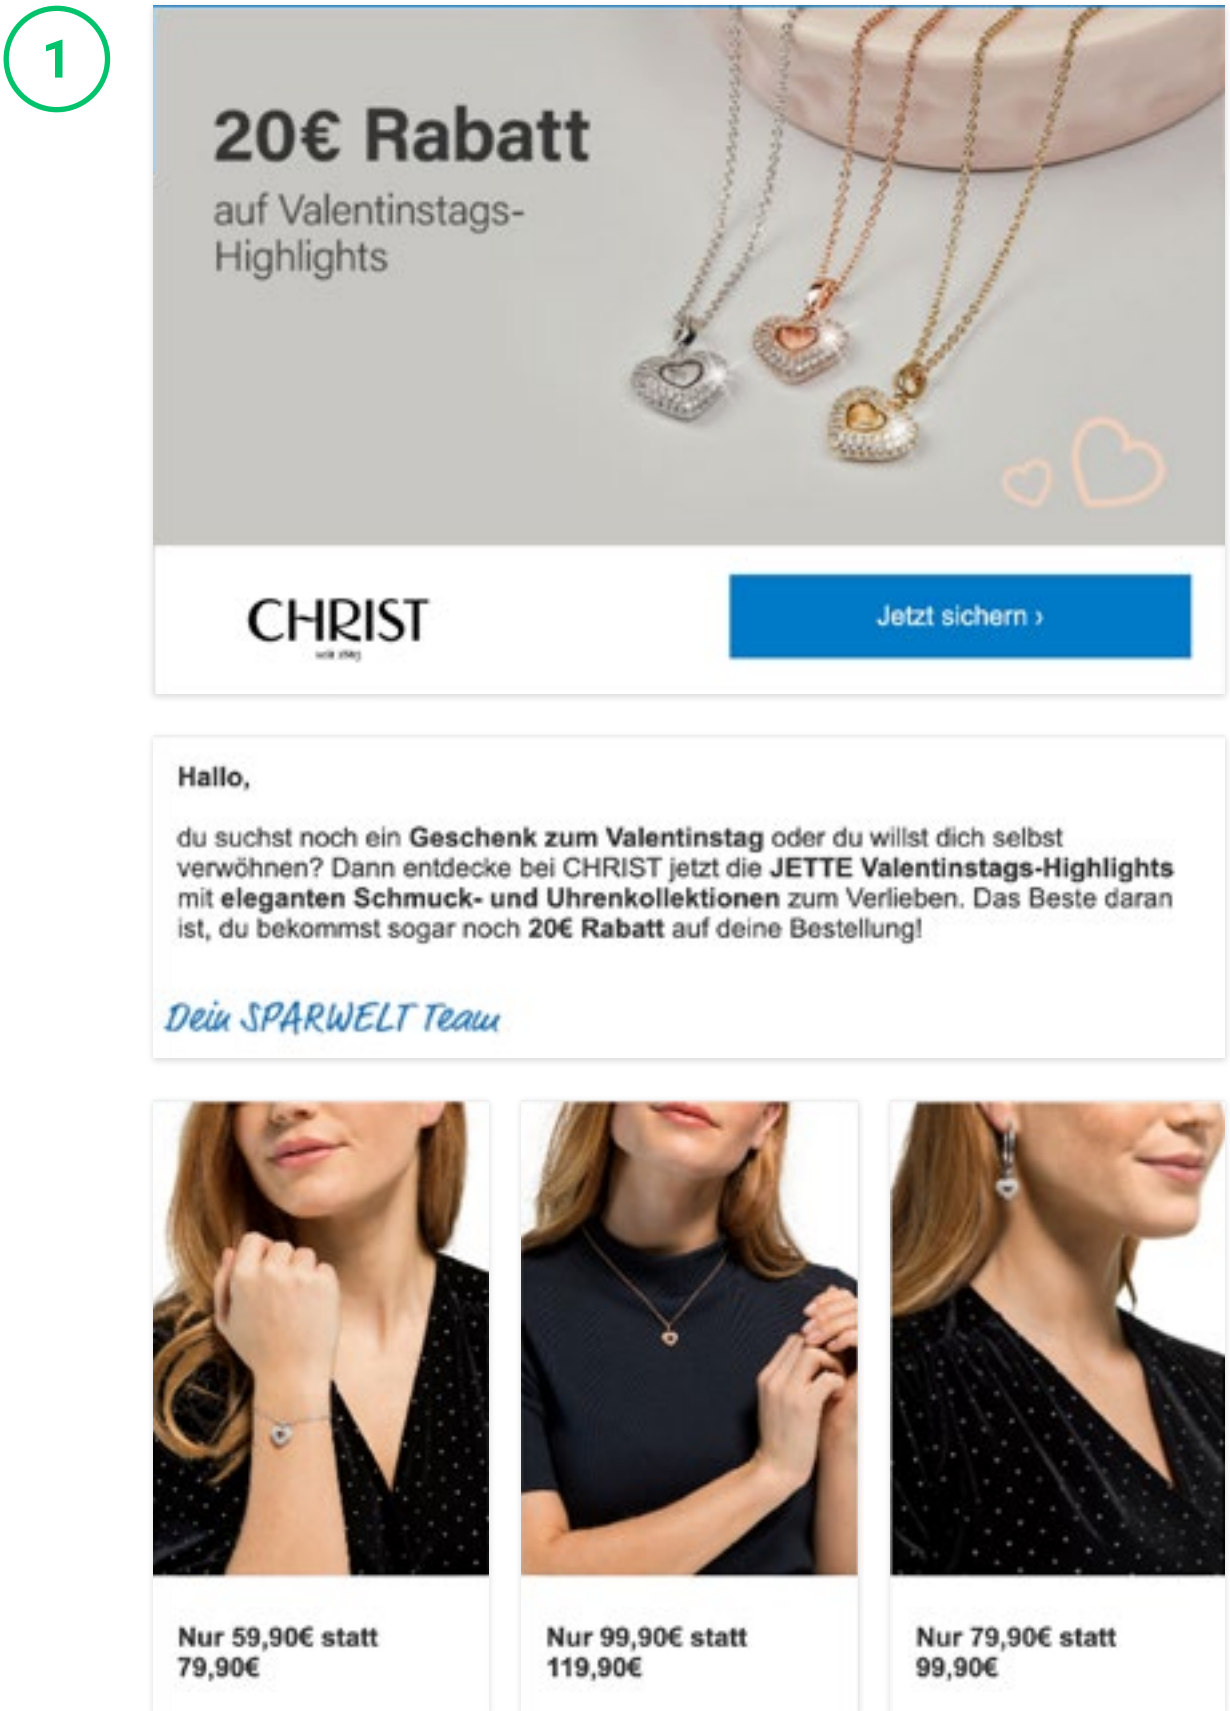 1
20€ Rabatt
auf Valentinstags-
Highlights
CHRIST
seit 1863
Jetzt sichern ›
Hallo,
du suchst noch ein Geschenk zum Valentinstag oder du willst dich selbst
verwöhnen? Dann entdecke bei CHRIST jetzt die JETTE Valentinstags-Highlights
mit eleganten Schmuck- und Uhrenkollektionen zum Verlieben. Das Beste daran
ist, du bekommst sogar noch 20€ Rabatt auf deine Bestellung!
Dein SPARWELT Team
Nur 59,90€ statt
79,90€
Nur 99,90€ statt
119,90€
Nur 79,90€ statt
99,90€